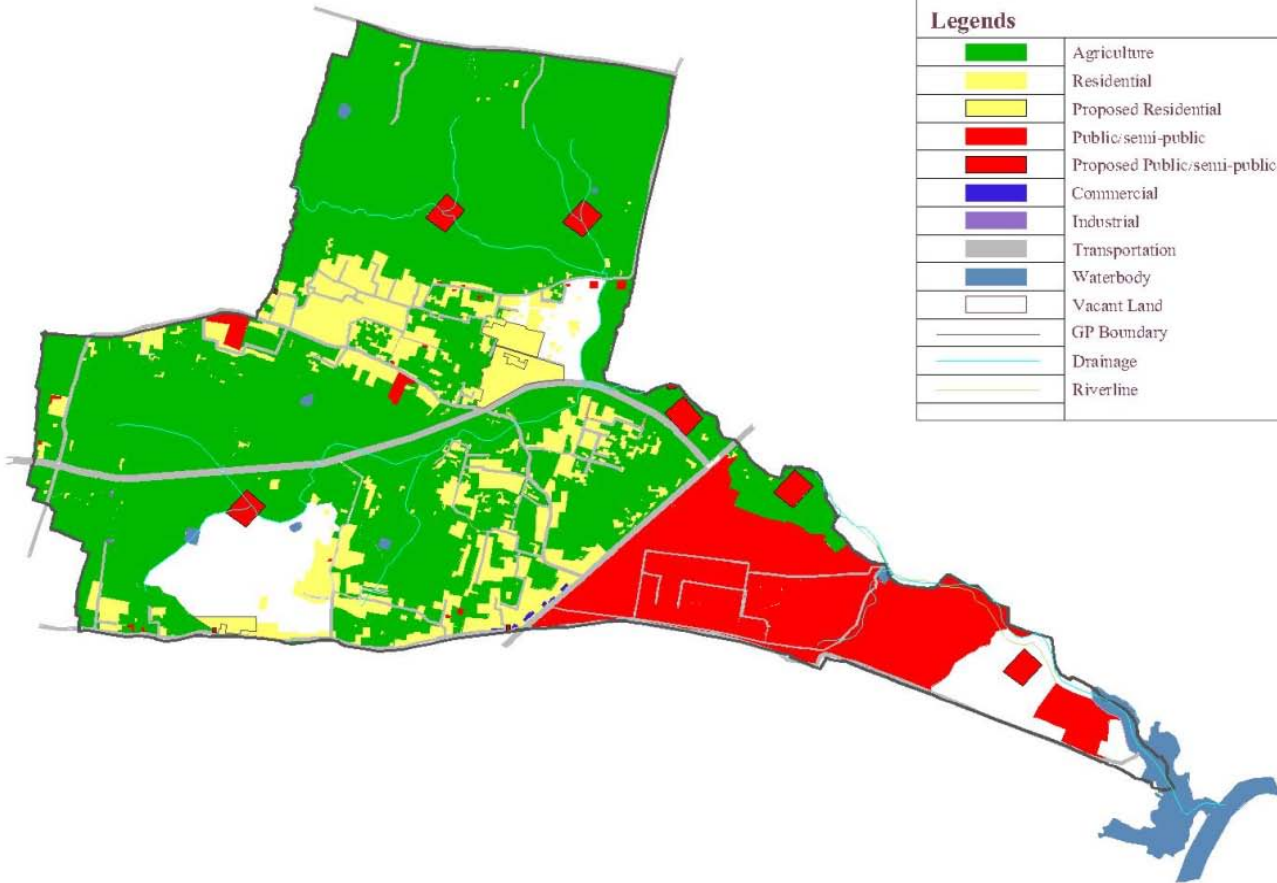 Legends
Agriculture
Residential
Proposed Residential
Public/semi-public
Proposed Public/semi-public
Commercial
Industrial
Transportation
Waterbody
Vacant Land
GP Boundary
Drainage
Riverline